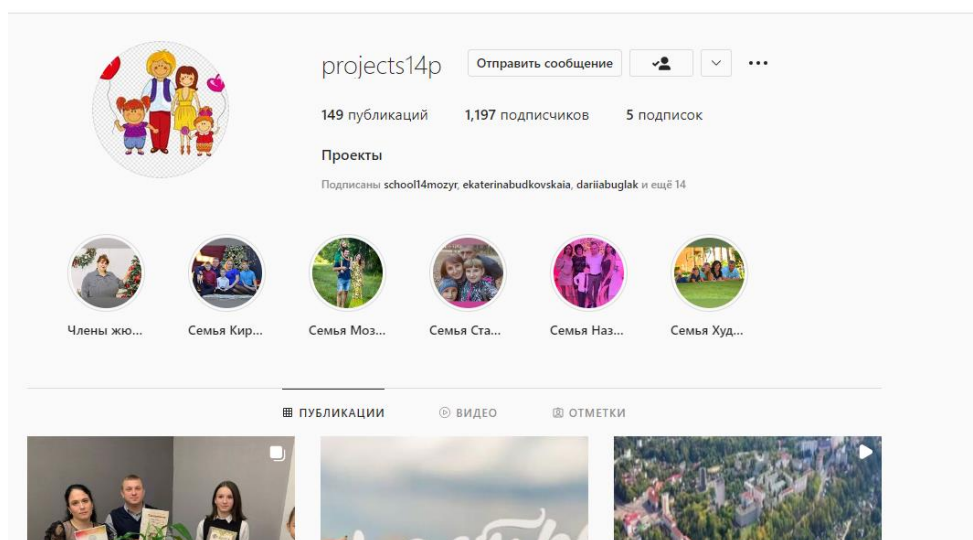 projects14p Отправить сообщение
149 публикаций 1,197 подписчиков 5 подписок
Проекты
Подписаны school14mozyr, ekaterinabudkovskaia, dariiabuglak и ещё 14
Члены жю... Семья Кир... Семья Моз... Семья Ста... Семья Наз... Семья Худ...
ПУБЛИКАЦИИ ВИДЕО ОТМЕТКИ